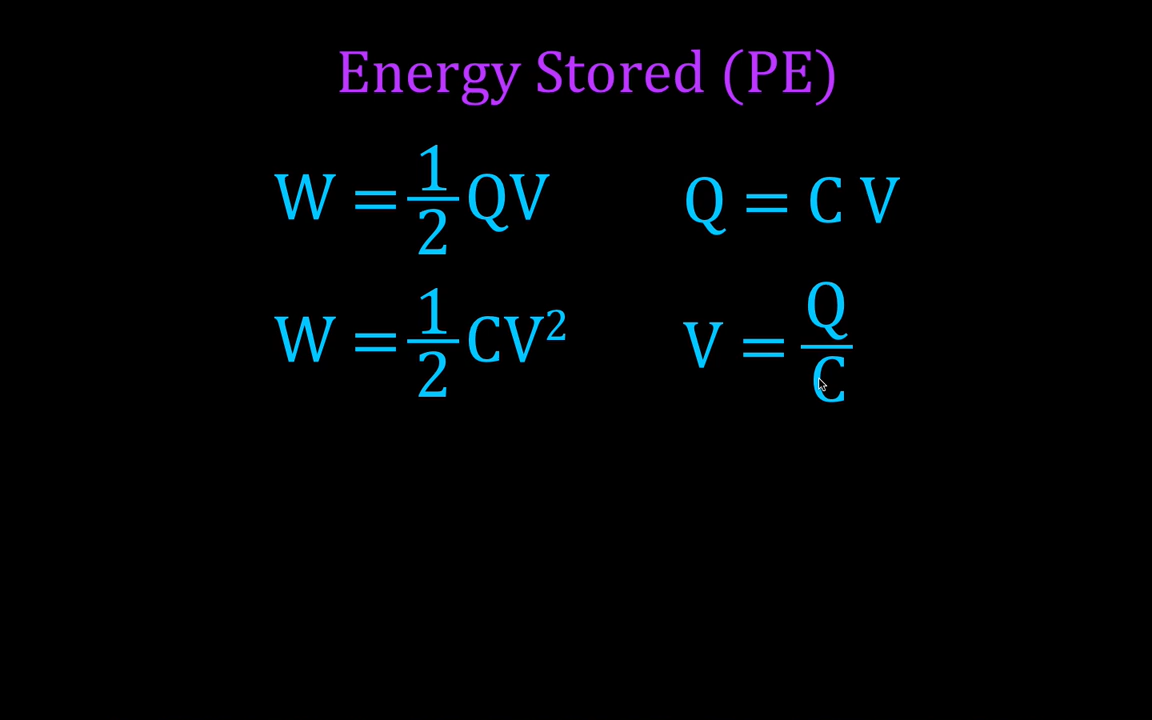 Energy Stored (PE)
W = 1/2 QV
Q = C V
W = 1/2 CV²
V = Q/C